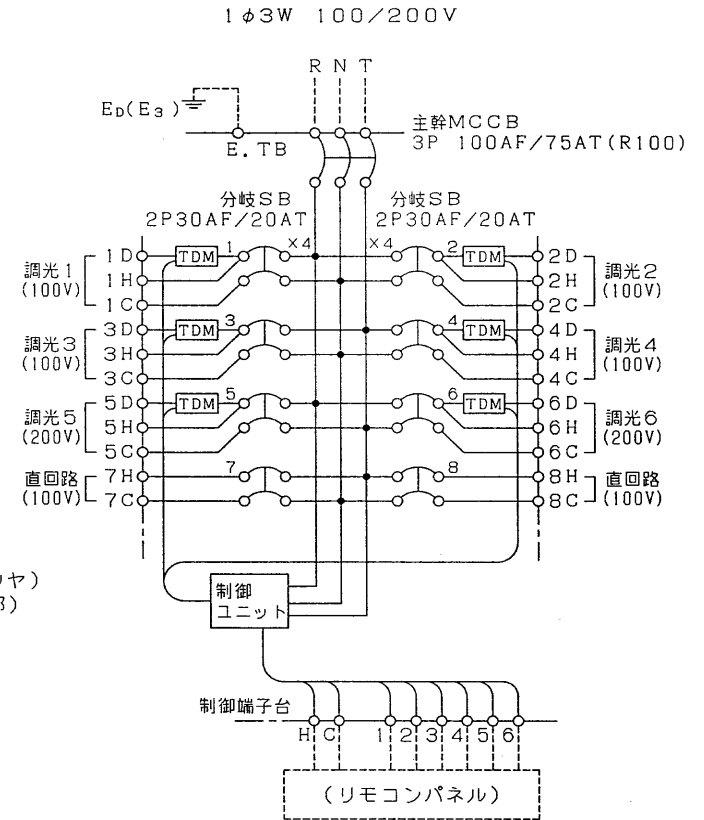 1φ3W 100/200V
R N T
ED(E3)
E.TB
主幹MCCB
3P 100AF/75AT(R100)
分岐SB
2P30AF/20AT
分岐SB
2P30AF/20AT
調光1
(100V)
1D
1H
1C
TDM
1
×4
×4
2
TDM
2D
2H
2C
調光2
(100V)
調光3
(100V)
3D
3H
3C
TDM
3
4
TDM
4D
4H
4C
調光4
(100V)
調光5
(200V)
5D
5H
5C
TDM
5
6
TDM
6D
6H
6C
調光6
(200V)
直回路
(100V)
7H
7C
7
8
8H
8C
直回路
(100V)
ヤ)
制御
ユニット
制御端子台
H C 1 2 3 4 5 6
(リモコンパネル)